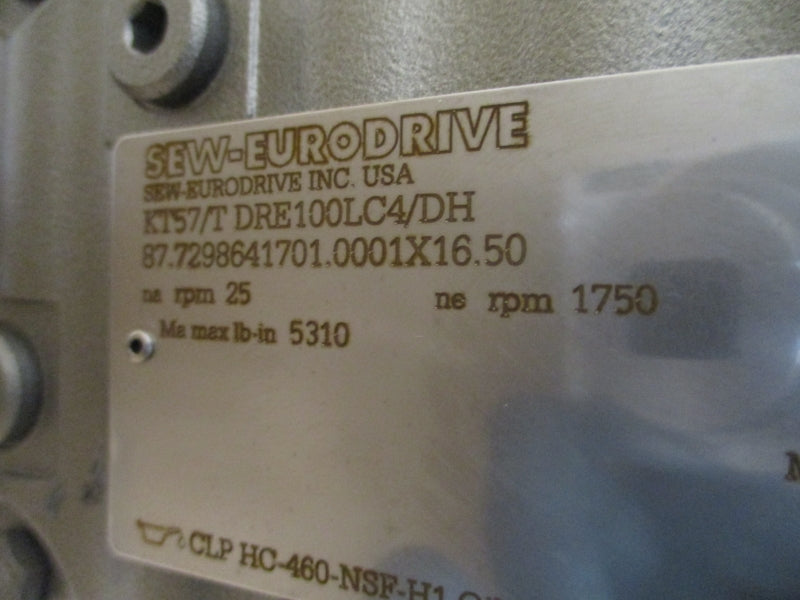 SEW-EURODRIVE
SEW-EURODRIVE INC. USA
KT57/T DRE100LC4/DH
87.7298641701.0001X16.50
na rpm 25 ne rpm 1750
Ma max lb-in 5310
CLP HC-460-NSF-H1